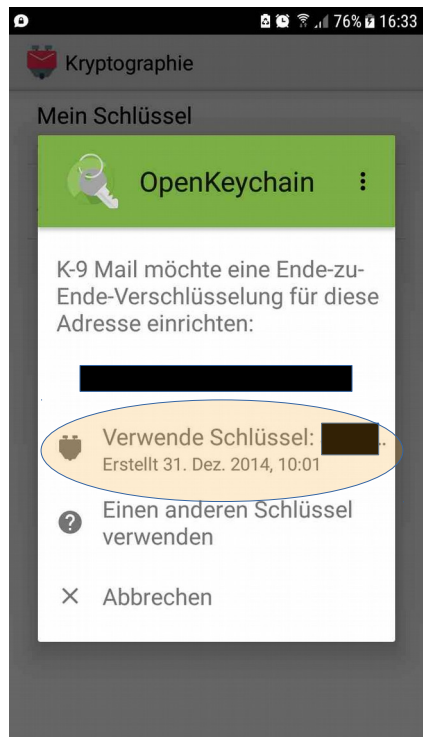 76% 16:33
Kryptographie
Mein Schlüssel
OpenKeychain
K-9 Mail möchte eine Ende-zu-
Ende-Verschlüsselung für diese
Adresse einrichten:
Verwende Schlüssel: ..
Erstellt 31. Dez. 2014, 10:01
Einen anderen Schlüssel
verwenden
Abbrechen